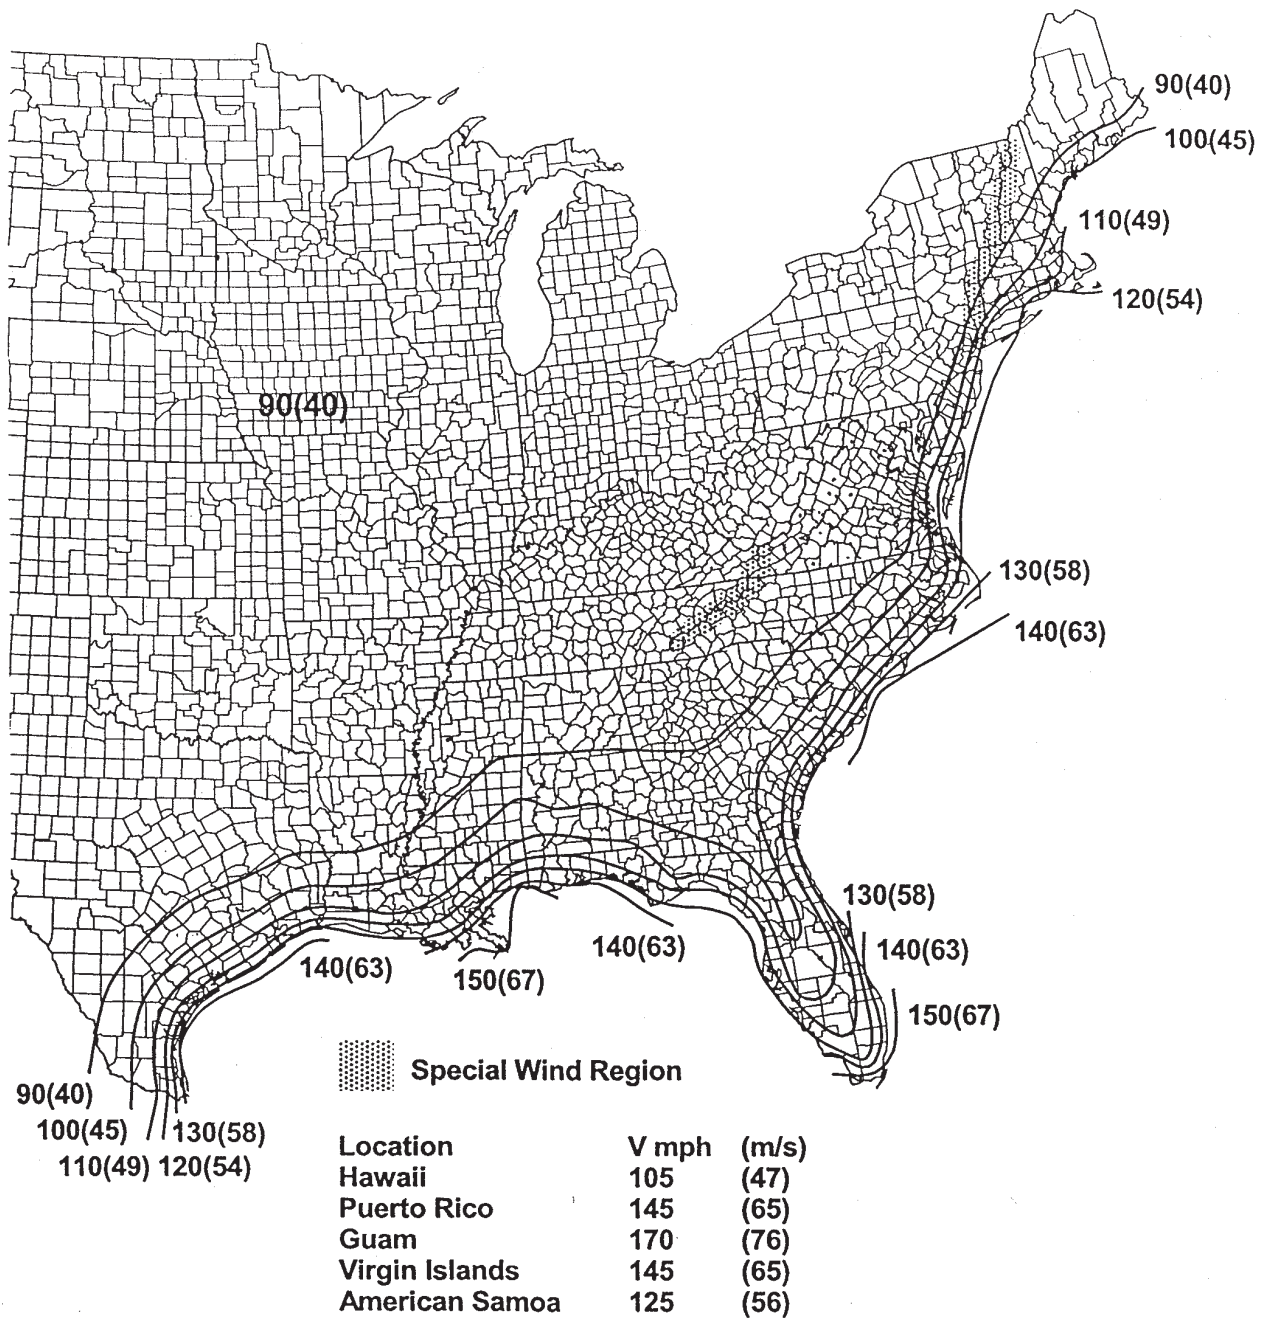 90(40)
100(45)
110(49)
120(54)
90(40)
130(58)
140(63)
130(58)
140(63)
140(63)
140(63)
150(67)
150(67)
Special Wind Region
90(40)
100(45)
130(58)
110(49)
120(54)
Location V mph (m/s)
Hawaii 105 (47)
Puerto Rico 145 (65)
Guam 170 (76)
Virgin Islands 145 (65)
American Samoa 125 (56)